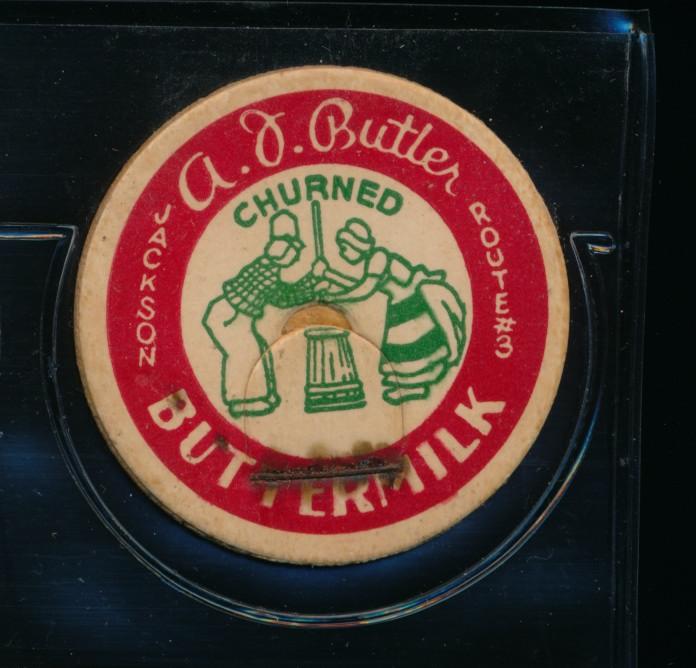 A. J. Butler
CHURNED
JACKSON
ROUTE #3
BUTTERMILK